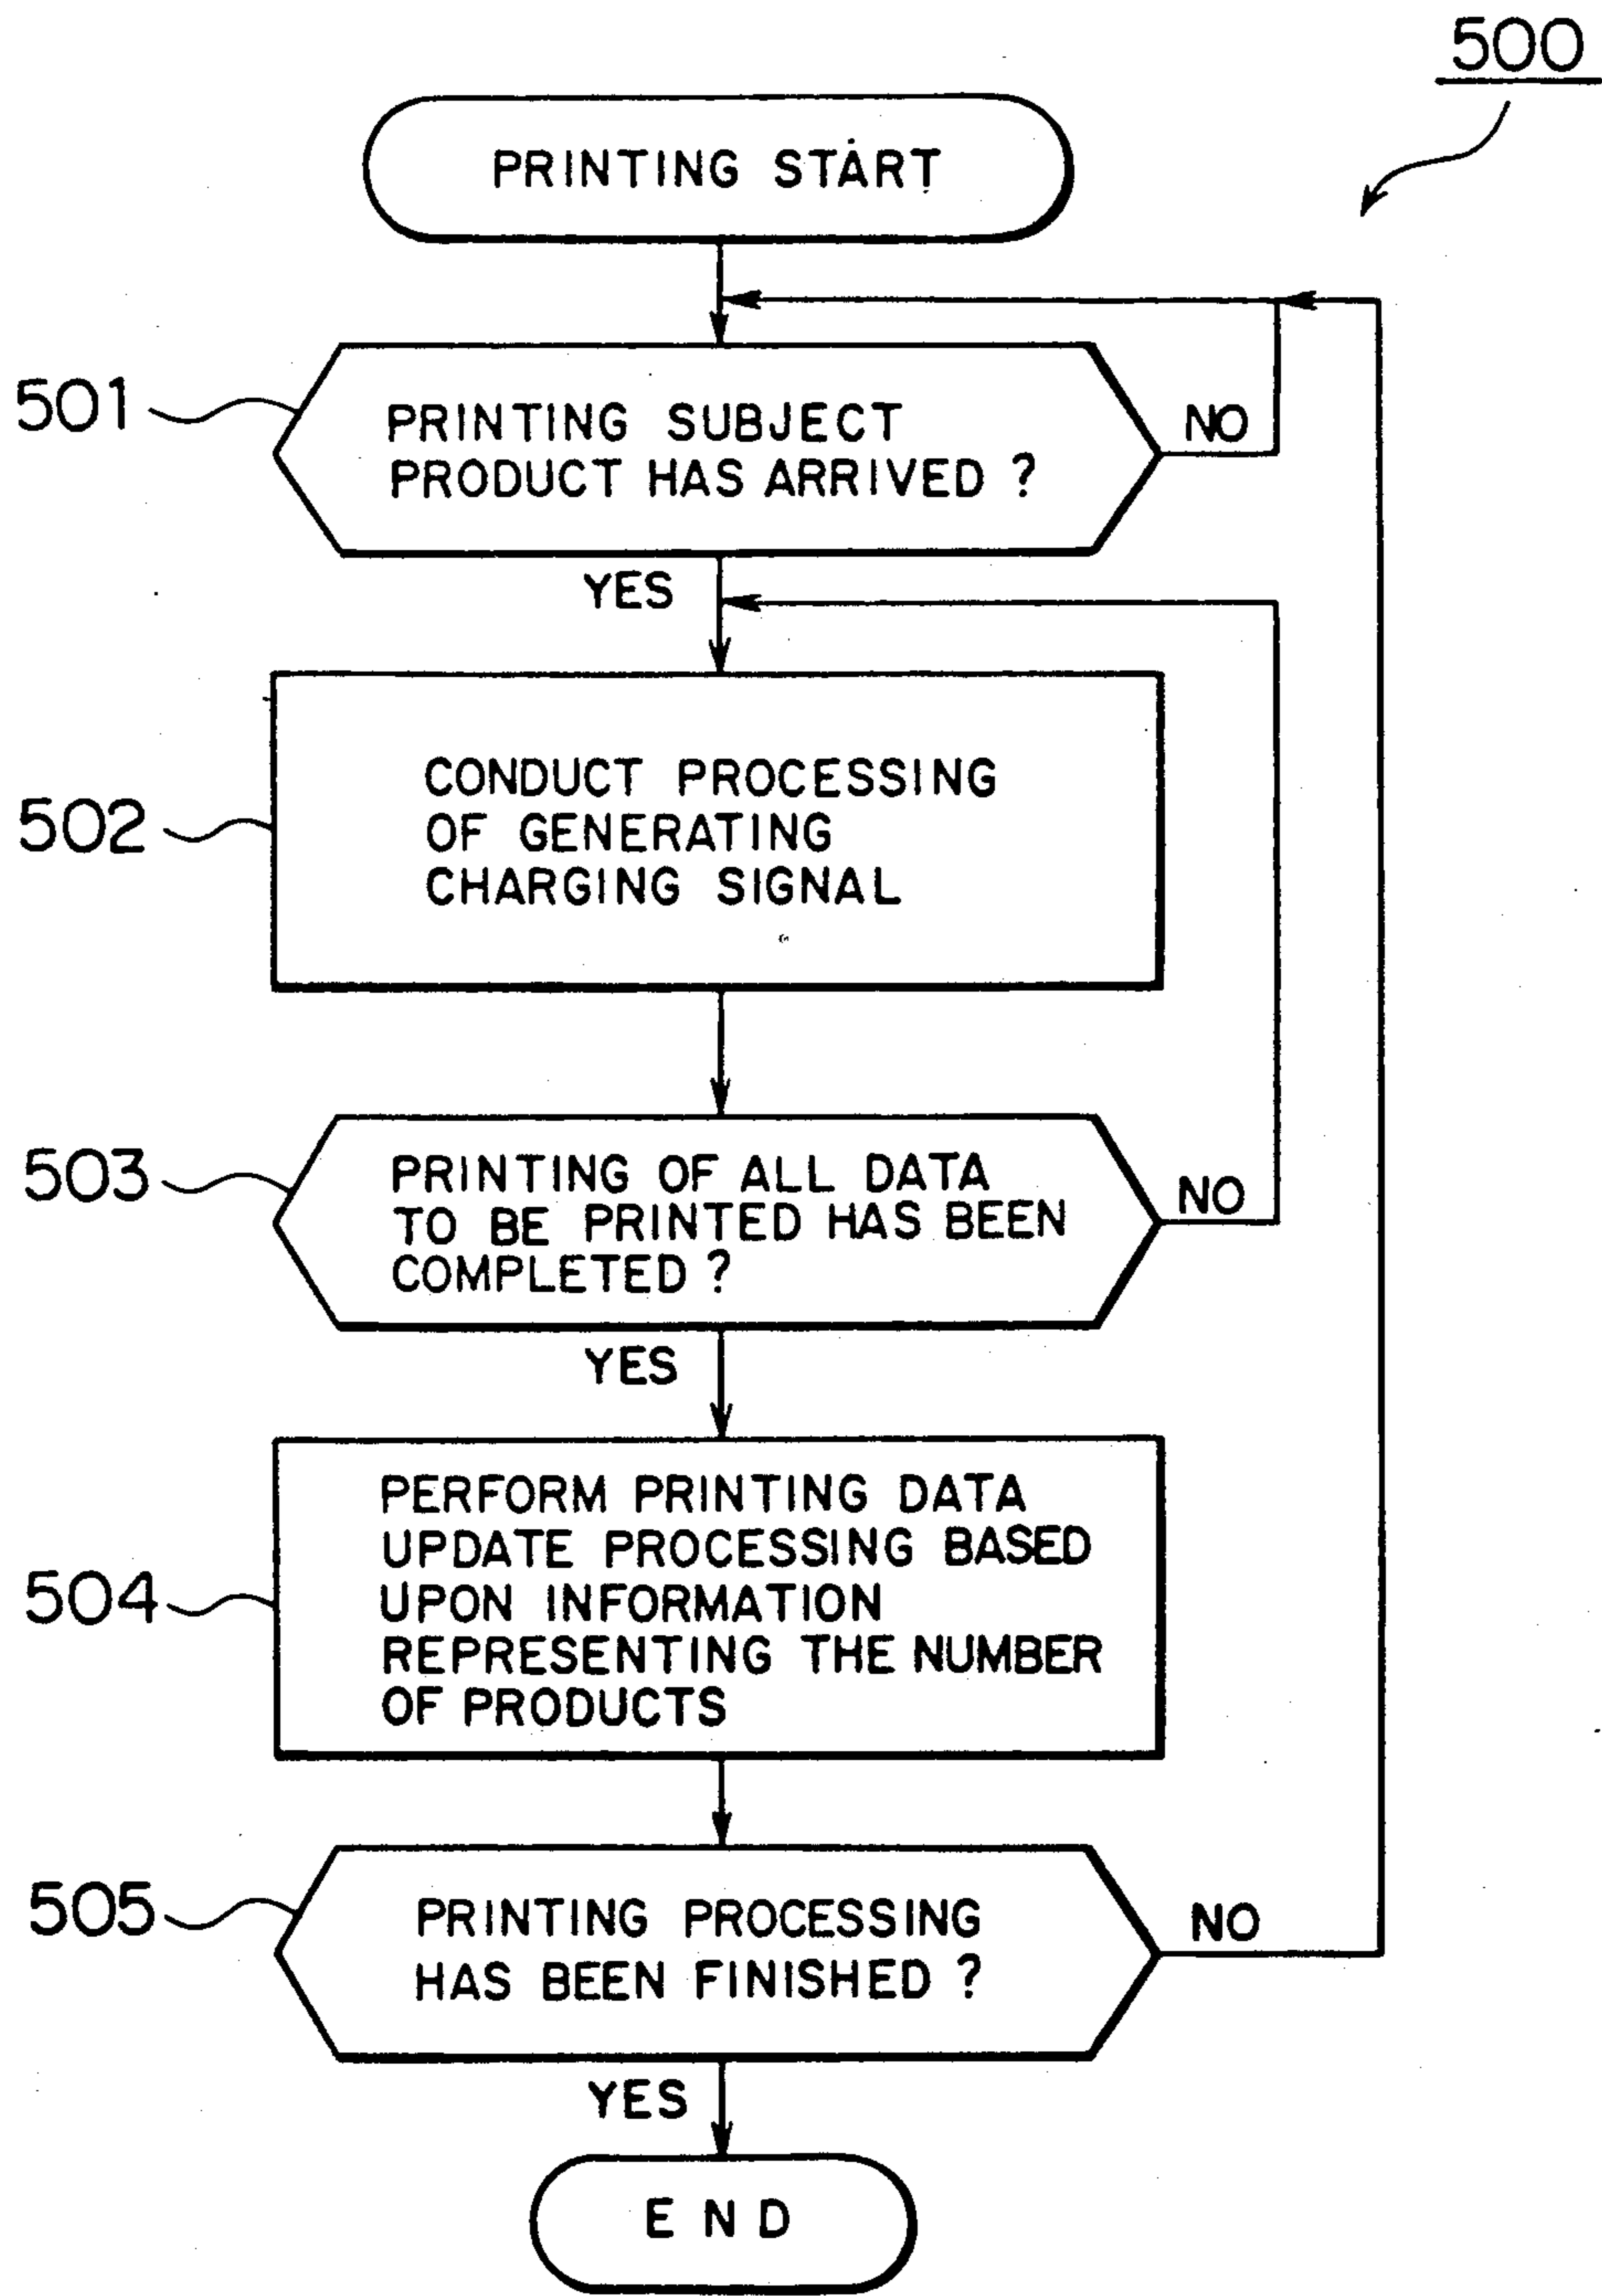 500
PRINTING START
501
PRINTING SUBJECT
PRODUCT HAS ARRIVED ?
NO
YES
502
CONDUCT PROCESSING
OF GENERATING
CHARGING SIGNAL
503
PRINTING OF ALL DATA
TO BE PRINTED HAS BEEN
COMPLETED ?
NO
YES
504
PERFORM PRINTING DATA
UPDATE PROCESSING BASED
UPON INFORMATION
REPRESENTING THE NUMBER
OF PRODUCTS
505
PRINTING PROCESSING
HAS BEEN FINISHED ?
NO
YES
END